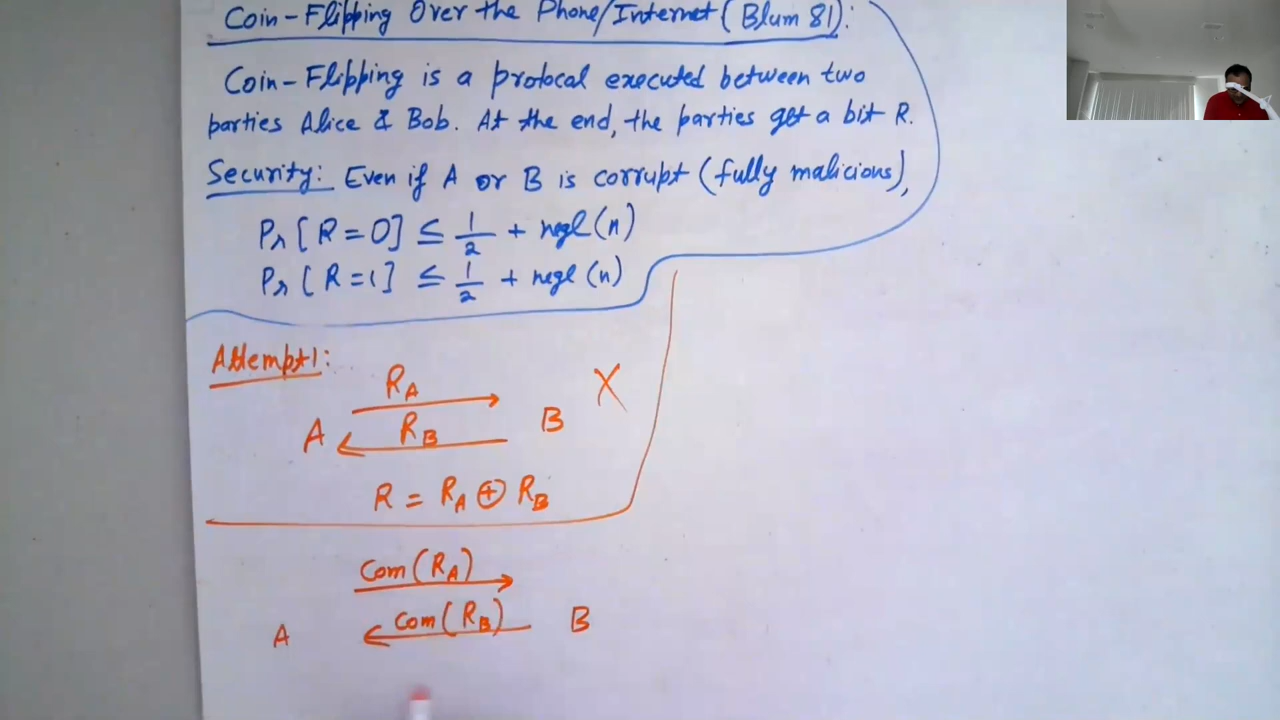 Coin-Flipping Over the Phone/Internet (Blum 81):
Coin-Flipping is a protocal executed between two
parties Alice & Bob. At the end, the parties get a bit R.
Security: Even if A or B is corrupt (fully malicious),
Pr[R=0] ≤ 1/2 + negl(n)
Pr[R=1] ≤ 1/2 + negl(n)
Attempt1:
R_A
A R_B B X
R = R_A ⊕ R_B
Com(R_A)
A Com(R_B) B